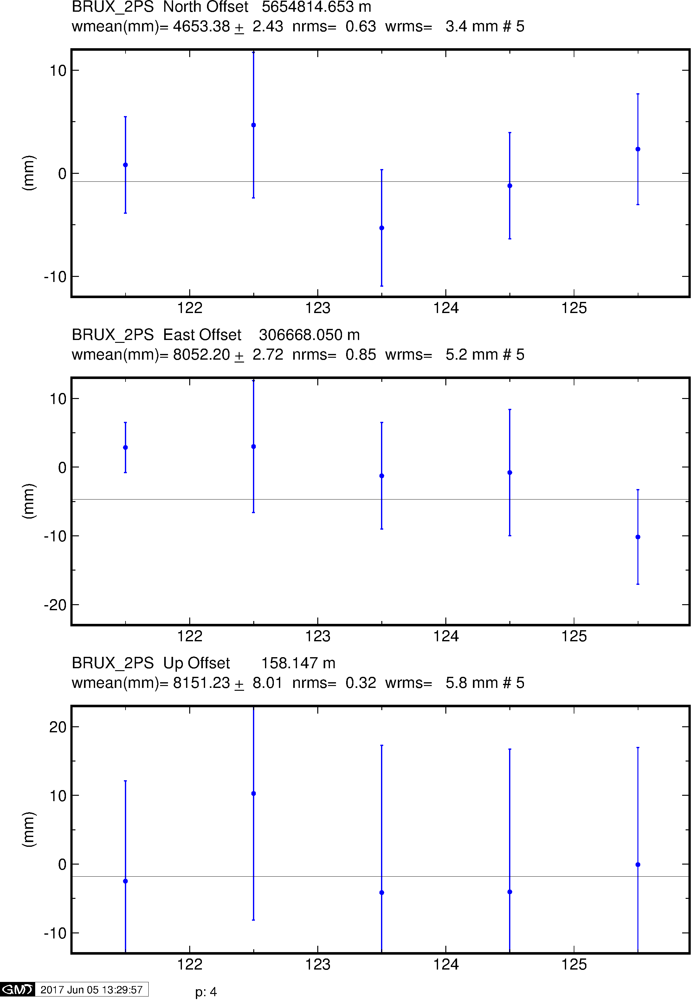 BRUX_2PS North Offset 5654814.653 m
wmean(mm)= 4653.38 ± 2.43 nrms= 0.63 wrms= 3.4 mm # 5
10
0
-10
(mm)
122 123 124 125
BRUX_2PS East Offset 306668.050 m
wmean(mm)= 8052.20 ± 2.72 nrms= 0.85 wrms= 5.2 mm # 5
10
0
-10
-20
(mm)
122 123 124 125
BRUX_2PS Up Offset 158.147 m
wmean(mm)= 8151.23 ± 8.01 nrms= 0.32 wrms= 5.8 mm # 5
20
10
0
-10
(mm)
122 123 124 125
GMT 2017 Jun 05 13:29:57 p: 4